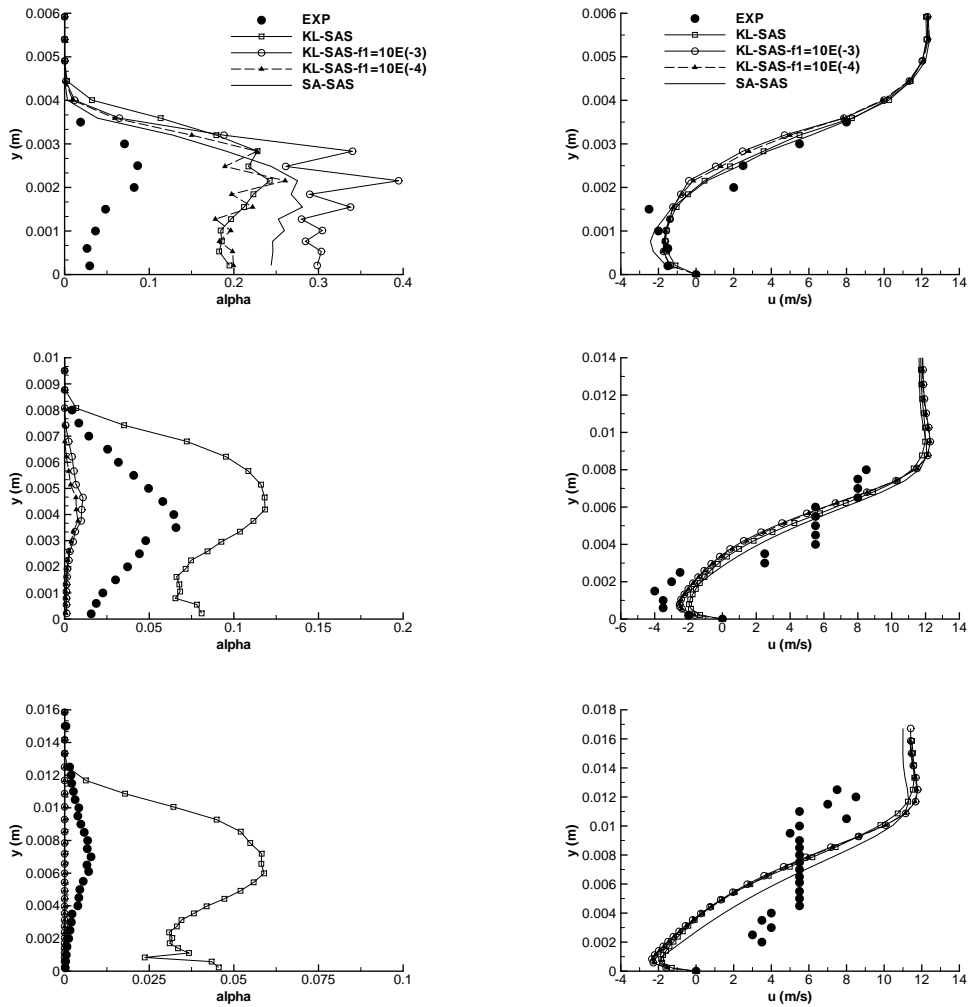 0.006
0.005
0.004
0.003
0.002
0.001
0
y (m)
EXP
KL-SAS
KL-SAS-f1=10E(-3)
KL-SAS-f1=10E(-4)
SA-SAS
0 0.1 0.2 0.3 0.4
alpha
0.006
0.005
0.004
0.003
0.002
0.001
0
y (m)
EXP
KL-SAS
KL-SAS-f1=10E(-3)
KL-SAS-f1=10E(-4)
SA-SAS
-4 -2 0 2 4 6 8 10 12 14
u (m/s)
0.01
0.009
0.008
0.007
0.006
0.005
0.004
0.003
0.002
0.001
0
y (m)
0 0.05 0.1 0.15 0.2
alpha
0.014
0.012
0.01
0.008
0.006
0.004
0.002
0
y (m)
-6 -4 -2 0 2 4 6 8 10 12 14
u (m/s)
0.016
0.014
0.012
0.01
0.008
0.006
0.004
0.002
0
y (m)
0 0.025 0.05 0.075 0.1
alpha
0.018
0.016
0.014
0.012
0.01
0.008
0.006
0.004
0.002
0
y (m)
-4 -2 0 2 4 6 8 10 12 14
u (m/s)